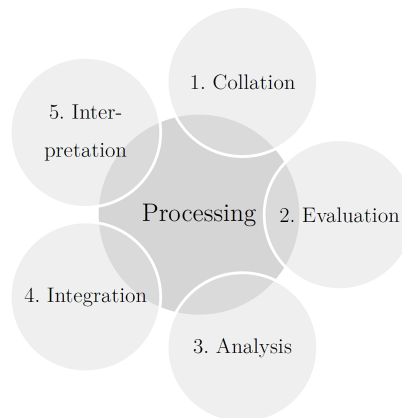 1. Collation
5. Inter-
pretation
Processing
2. Evaluation
4. Integration
3. Analysis